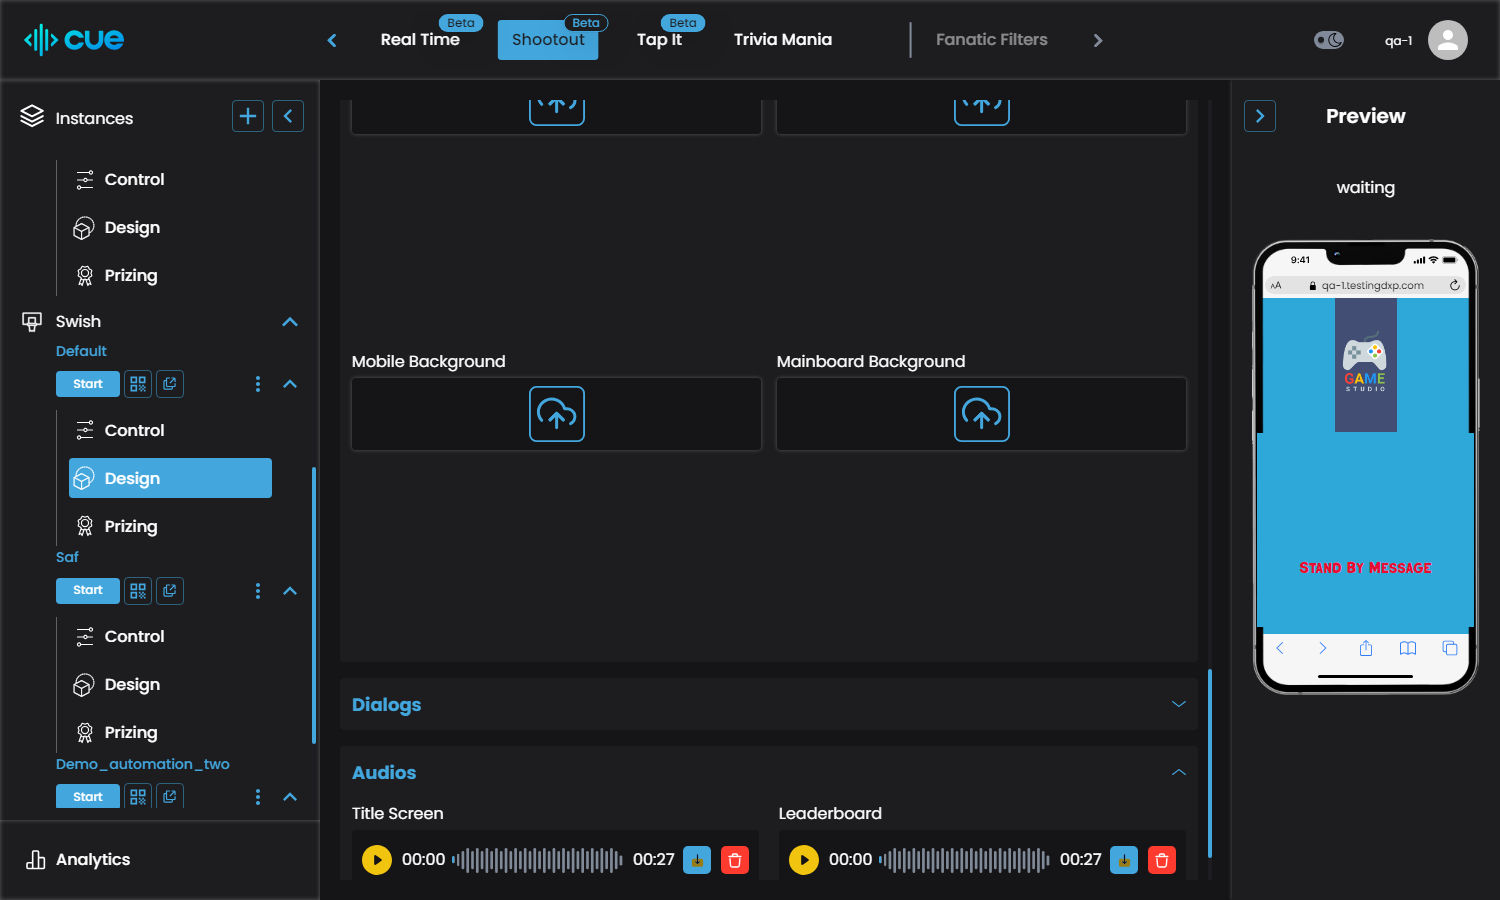 cue
Real Time
Beta
Shootout
Beta
Tap It
Beta
Trivia Mania
Fanatic Filters
qa-1
Instances
Control
Design
Prizing
Swish
Default
Start
Control
Design
Prizing
Saf
Start
Control
Design
Prizing
Demo_automation_two
Start
Analytics
Mobile Background
Mainboard Background
Dialogs
Audios
Title Screen
Leaderboard
00:00
00:27
00:00
00:27
Preview
waiting
9:41
AA
qa-1.testingdxp.com
GAME
STUDIO
Stand By Message